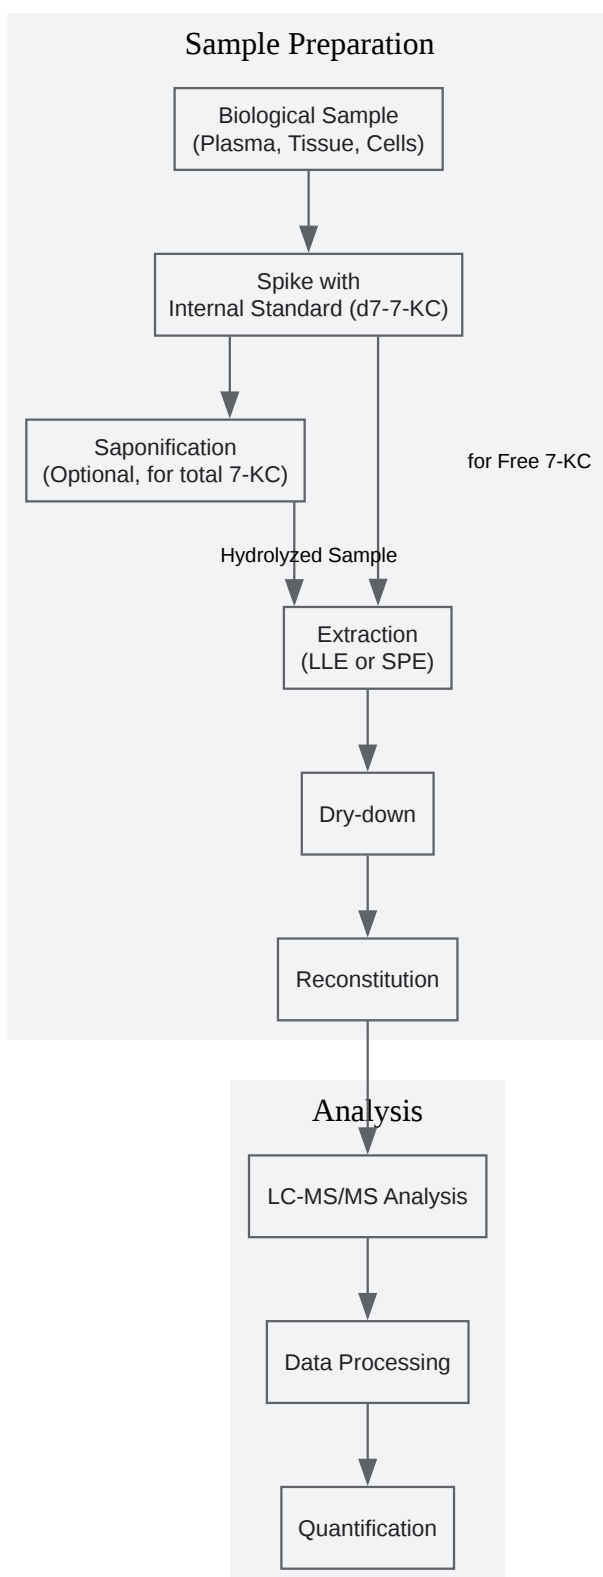 Sample Preparation
Biological Sample
(Plasma, Tissue, Cells)
Spike with
Internal Standard (d7-7-KC)
Saponification
(Optional, for total 7-KC)
for Free 7-KC
Hydrolyzed Sample
Extraction
(LLE or SPE)
Dry-down
Reconstitution
Analysis
LC-MS/MS Analysis
Data Processing
Quantification